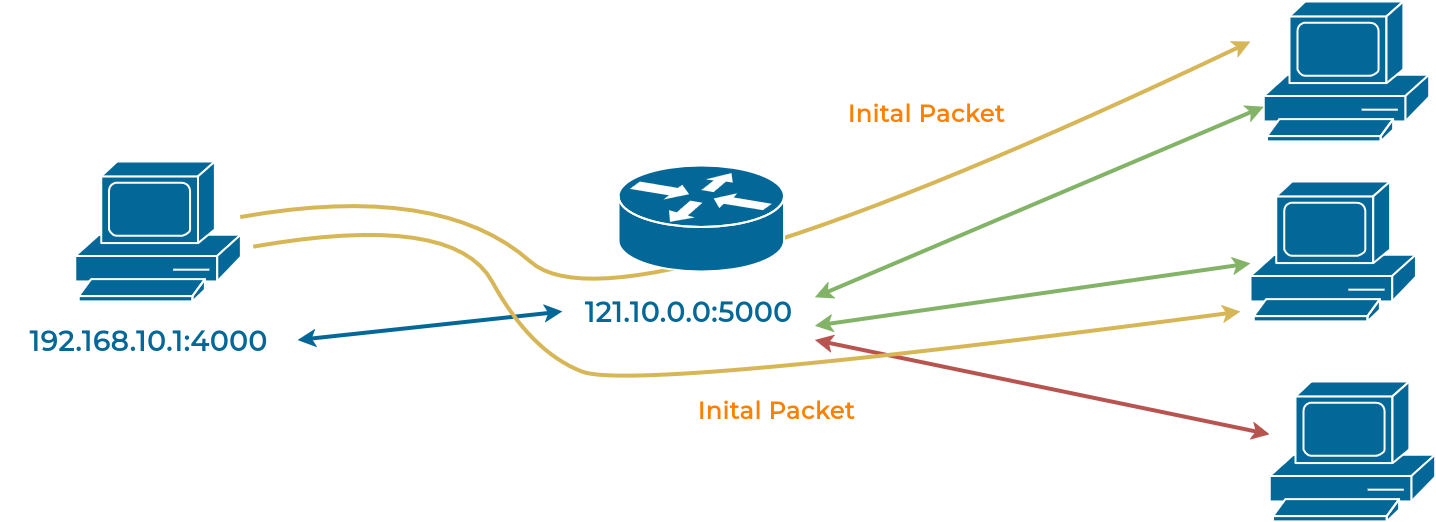 Inital Packet
121.10.0.0:5000
192.168.10.1:4000
Inital Packet